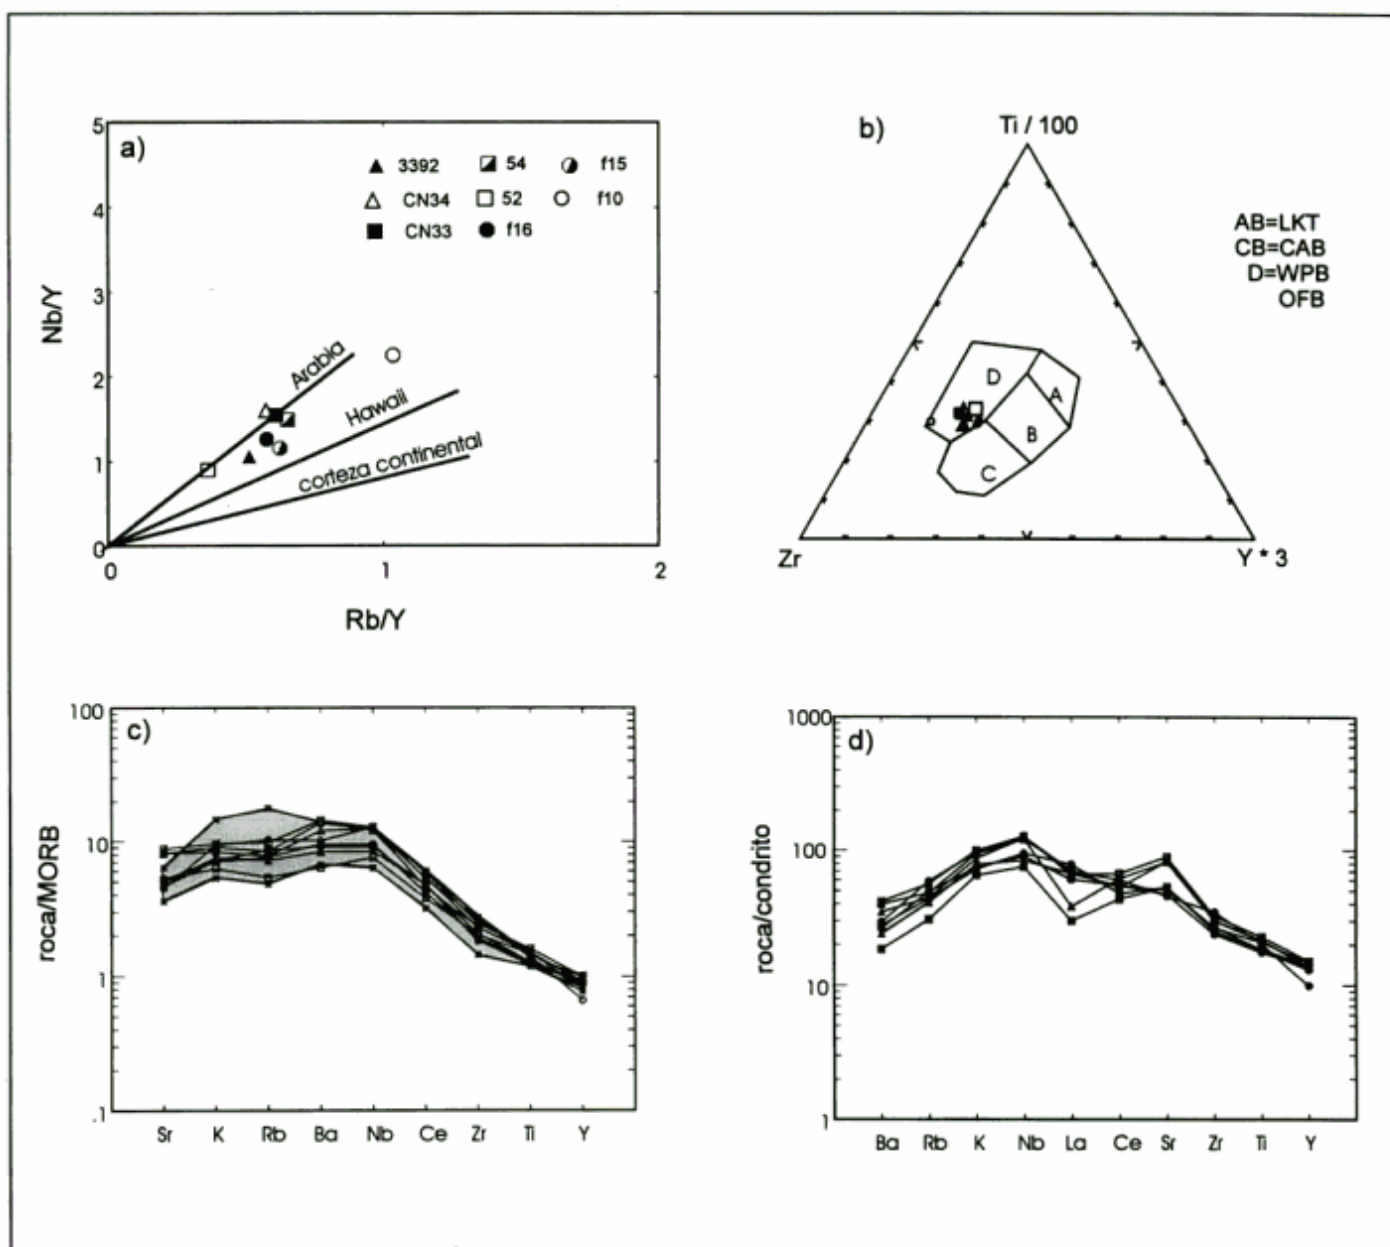 a)
5
4
3
2
1
0
Nb/Y
3392 54 f15
CN34 52 f10
CN33 f16
Arabia
Hawaii
corteza continental
0 1 2
Rb/Y
b)
Ti / 100
AB=LKT
CB=CAB
D=WPB
OFB
D
A
B
C
Zr Y * 3
c)
100
10
1
.1
roca/MORB
Sr K Rb Ba Nb Ce Zr Ti Y
d)
1000
100
10
1
roca/condrito
Ba Rb K Nb La Ce Sr Zr Ti Y